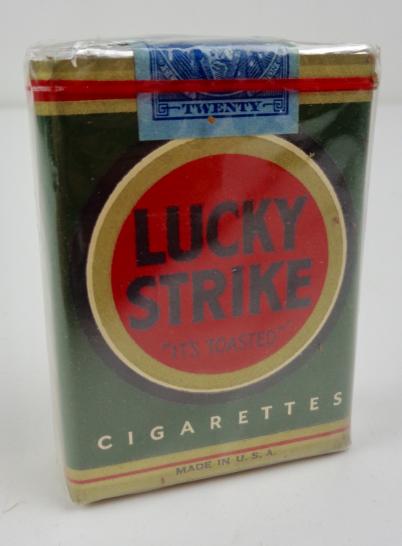 TWENTY
LUCKY
STRIKE
"IT'S TOASTED"
CIGARETTES
MADE IN U.S.A.